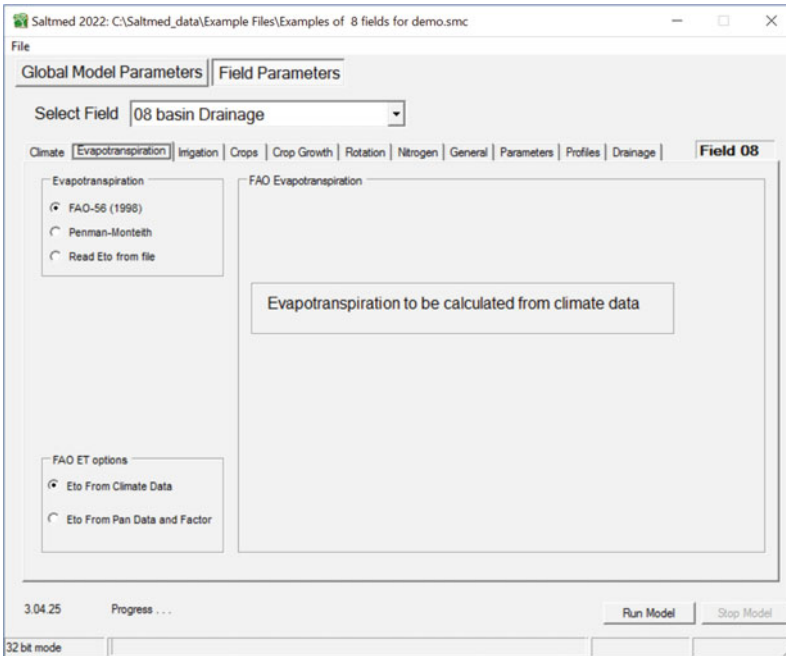 Saltmed 2022: C:\Saltmed_data\Example Files\Examples of 8 fields for demo.smc
File
Global Model Parameters Field Parameters
Select Field 08 basin Drainage
Climate Evapotranspiration Irrigation Crops Crop Growth Rotation Nitrogen General Parameters Profiles Drainage Field 08
Evapotranspiration FAO Evapotranspiration
FAO-56 (1998)
Penman-Monteith
Read Eto from file
Evapotranspiration to be calculated from climate data
FAO ET options
Eto From Climate Data
Eto From Pan Data and Factor
3.04.25 Progress . . . Run Model Stop Model
32 bit mode